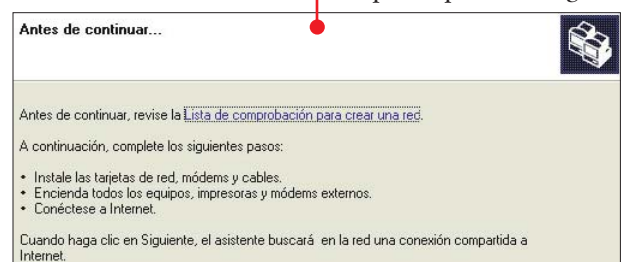 Antes de continuar...
Antes de continuar, revise la Lista de comprobación para crear una red.
A continuación, complete los siguientes pasos:
• Instale las tarjetas de red, módems y cables.
• Encienda todos los equipos, impresoras y módems externos.
• Conéctese a Internet.
Cuando haga clic en Siguiente, el asistente buscará en la red una conexión compartida a
Internet.